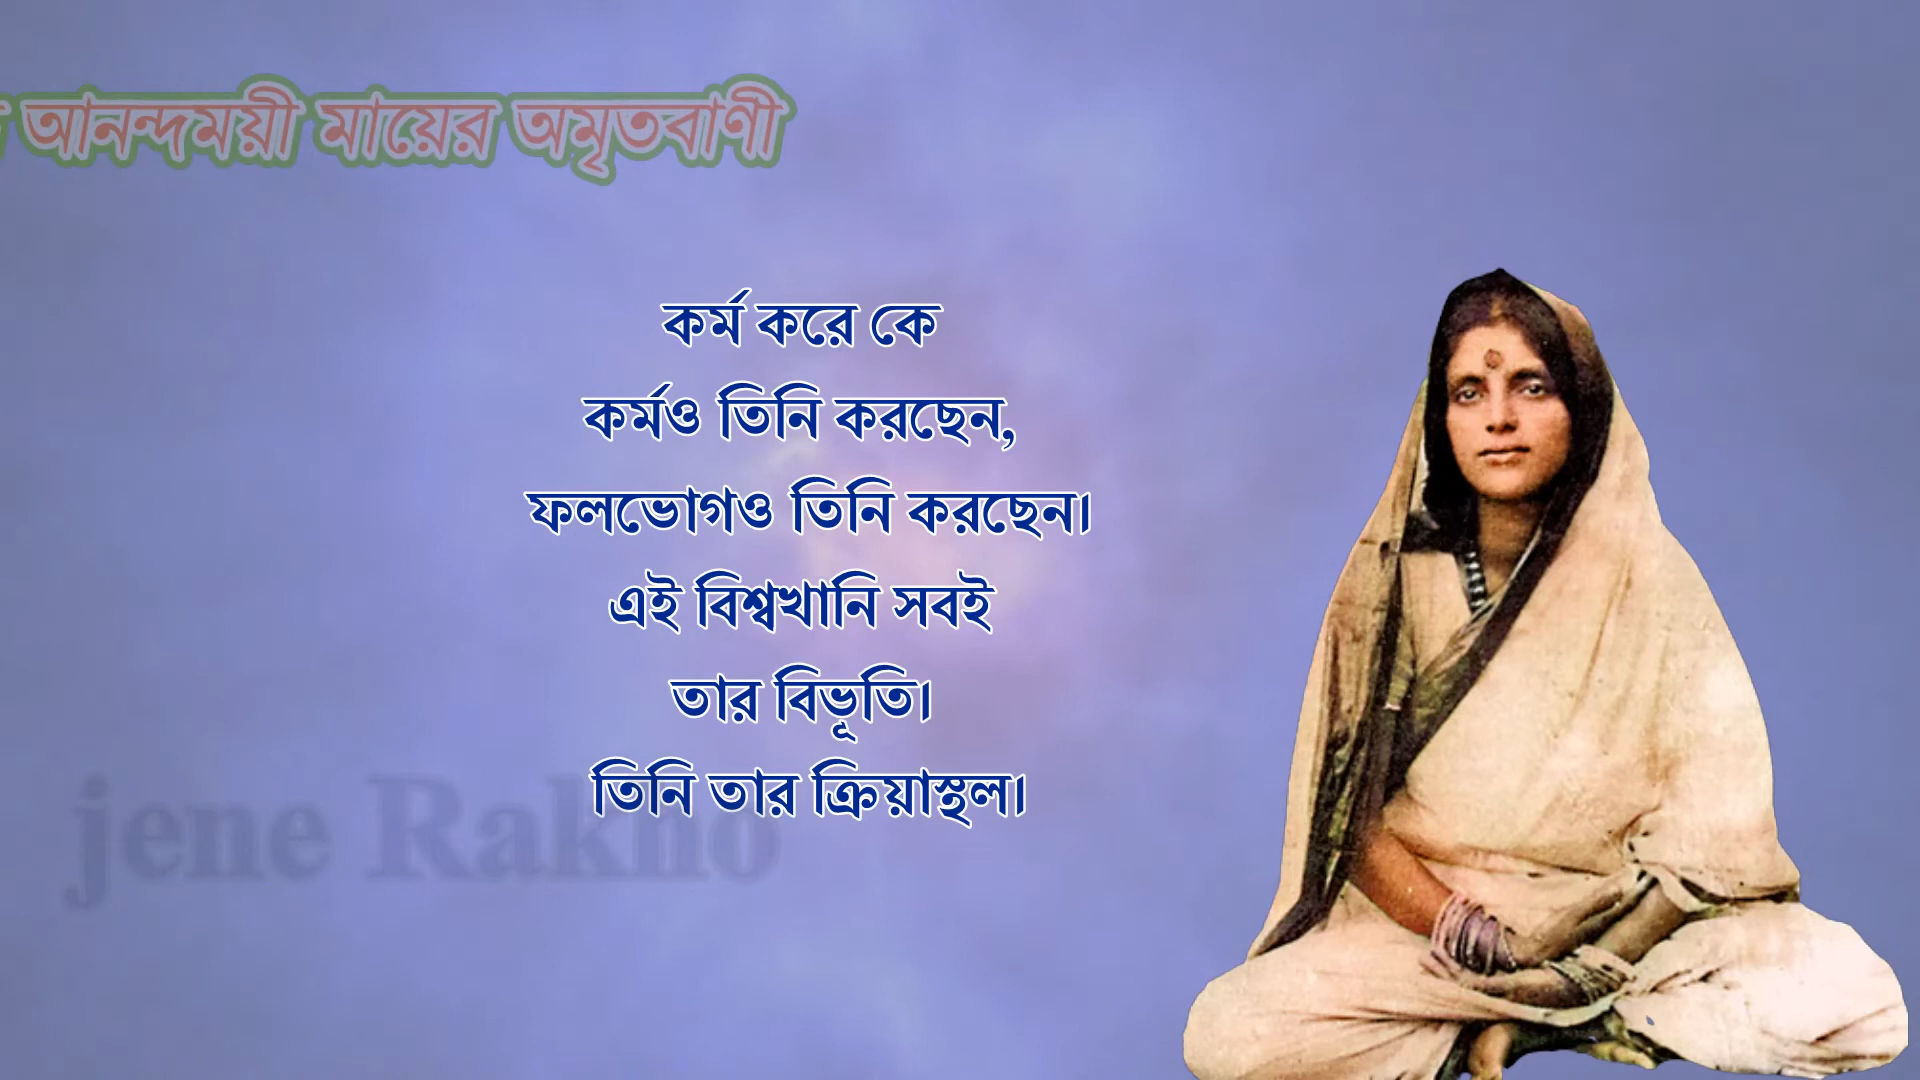 আনন্দময়ী মায়ের অমৃতবাণী
কর্ম করে কে
কর্মও তিনি করছেন,
ফলভোগও তিনি করছেন।
এই বিশ্বখানি সবই
তার বিভূতি।
তিনি তার ক্রিয়াস্থল।
jene Rakho